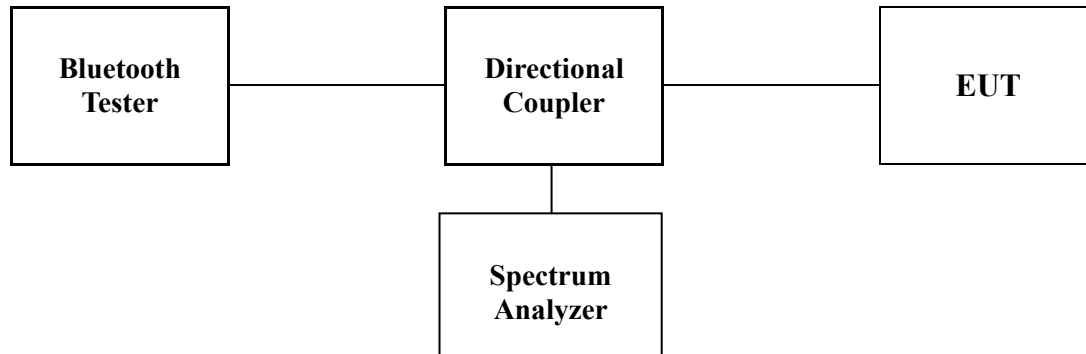 Bluetooth
Tester
Directional
Coupler
EUT
Spectrum
Analyzer